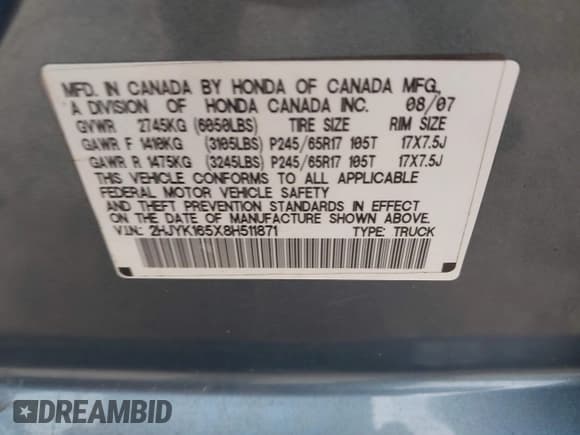 MFD. IN CANADA BY HONDA OF CANADA MFG.,
A DIVISION OF HONDA CANADA INC. 08/07
GVWR 2745KG (6050LBS) TIRE SIZE RIM SIZE
GAWR F 1410KG (3105LBS) P245/65R17 105T 17X7.5J
GAWR R 1475KG (3245LBS) P245/65R17 105T 17X7.5J
THIS VEHICLE CONFORMS TO ALL APPLICABLE
FEDERAL MOTOR VEHICLE SAFETY
AND THEFT PREVENTION STANDARDS IN EFFECT
ON THE DATE OF MANUFACTURE SHOWN ABOVE.
V.I.N.: 2HJYK165X8H511871 TYPE: TRUCK
DREAMBID